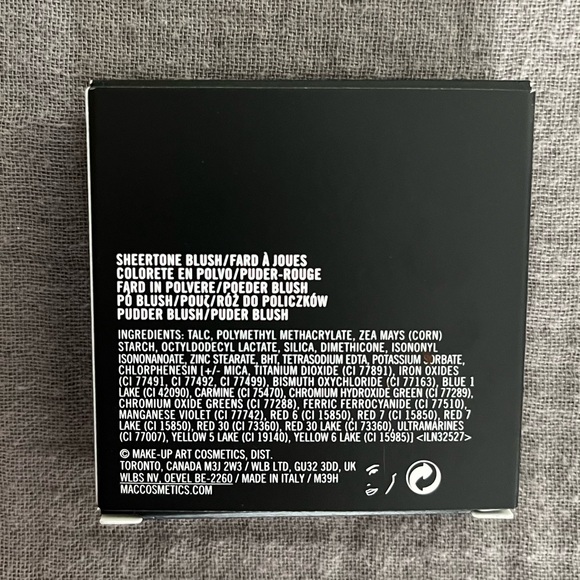 SHEERTONE BLUSH/FARD À JOUES
COLORETE EN POLVO/PUDER-ROUGE
FARD IN POLVERE/POEDER BLUSH
PÓ BLUSH/ΡΟΥΖ/RÓŻ DO POLICZKÓW
PUDDER BLUSH/PUDER BLUSH
INGREDIENTS: TALC, POLYMETHYL METHACRYLATE, ZEA MAYS (CORN)
STARCH, OCTYLDODECYL LACTATE, SILICA, DIMETHICONE, ISONONYL
ISONONANOATE, ZINC STEARATE, BHT, TETRASODIUM EDTA, POTASSIUM SORBATE,
CHLORPHENESIN [+/- MICA, TITANIUM DIOXIDE (CI 77891), IRON OXIDES
(CI 77491, CI 77492, CI 77499), BISMUTH OXYCHLORIDE (CI 77163), BLUE 1
LAKE (CI 42090), CARMINE (CI 75470), CHROMIUM HYDROXIDE GREEN (CI 77289),
CHROMIUM OXIDE GREENS (CI 77288), FERRIC FERROCYANIDE (CI 77510),
MANGANESE VIOLET (CI 77742), RED 6 (CI 15850), RED 7 (CI 15850), RED 7
LAKE (CI 15850), RED 30 (CI 73360), RED 30 LAKE (CI 73360), ULTRAMARINES
(CI 77007), YELLOW 5 LAKE (CI 19140), YELLOW 6 LAKE (CI 15985)] <ILN32527>
© MAKE-UP ART COSMETICS, DIST.
TORONTO, CANADA M3J 2W3 / WLB LTD, GU32 3DD, UK
WLBS NV, OEVEL BE-2260 / MADE IN ITALY / M39H
MACCOSMETICS.COM